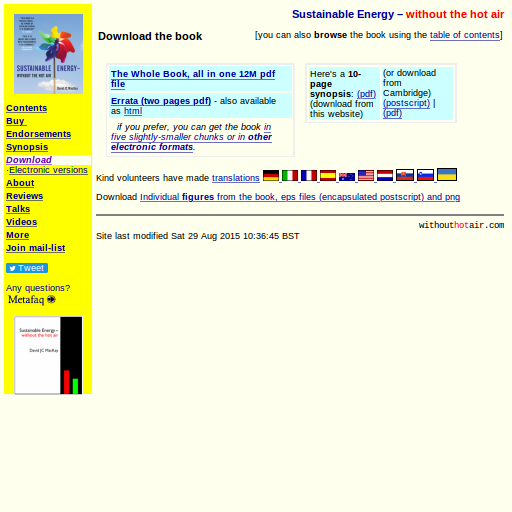 Sustainable Energy – without the hot air
Download the book
[you can also browse the book using the table of contents]
SUSTAINABLE ENERGY–
WITHOUT THE HOT AIR
David JC MacKay
Contents
Buy
Endorsements
Synopsis
Download
-Electronic versions
About
Reviews
Talks
Videos
More
Join mail-list
Tweet
Any questions?
Metafaq
Sustainable Energy –
without the hot air
David JC MacKay
The Whole Book, all in one 12M pdf
file
Errata (two pages pdf) - also available
as html
if you prefer, you can get the book in
five slightly-smaller chunks or in other
electronic formats.
Here's a 10-
page
synopsis: (pdf)
(download from
this website)
(or download
from
Cambridge)
(postscript) |
(pdf)
Kind volunteers have made translations
Download Individual figures from the book, eps files (encapsulated postscript) and png
withouthotair.com
Site last modified Sat 29 Aug 2015 10:36:45 BST